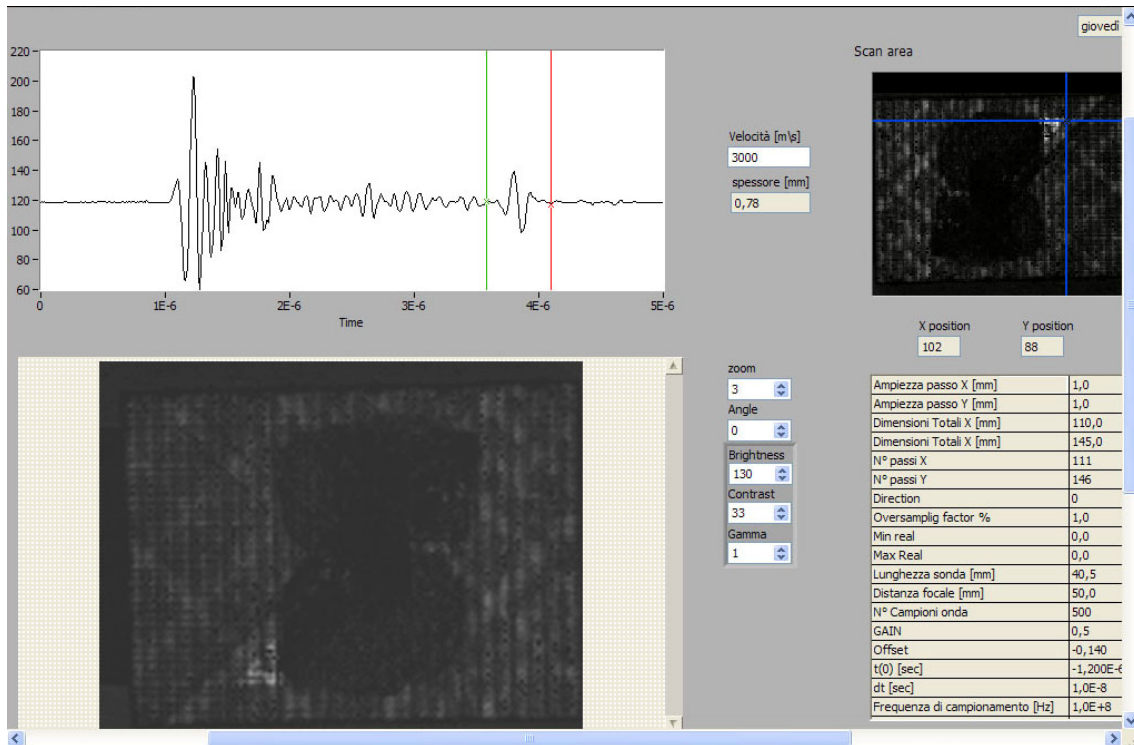 giovedì
Scan area
220
200
180
160
140
120
100
80
60
0 1E-6 2E-6 3E-6 4E-6 5E-6
Time
Velocità [m\s]
3000
spessore [mm]
0,78
X position Y position
102 88
zoom
3
Angle
0
Brightness
130
Contrast
33
Gamma
1
Ampiezza passo X [mm] 1,0
Ampiezza passo Y [mm] 1,0
Dimensioni Totali X [mm] 110,0
Dimensioni Totali X [mm] 145,0
N° passi X 111
N° passi Y 146
Direction 0
Oversamplig factor % 1,0
Min real 0,0
Max Real 0,0
Lunghezza sonda [mm] 40,5
Distanza focale [mm] 50,0
N° Campioni onda 500
GAIN 0,5
Offset -0,140
t(0) [sec] -1,200E-6
dt [sec] 1,0E-8
Frequenza di campionamento [Hz] 1,0E+8